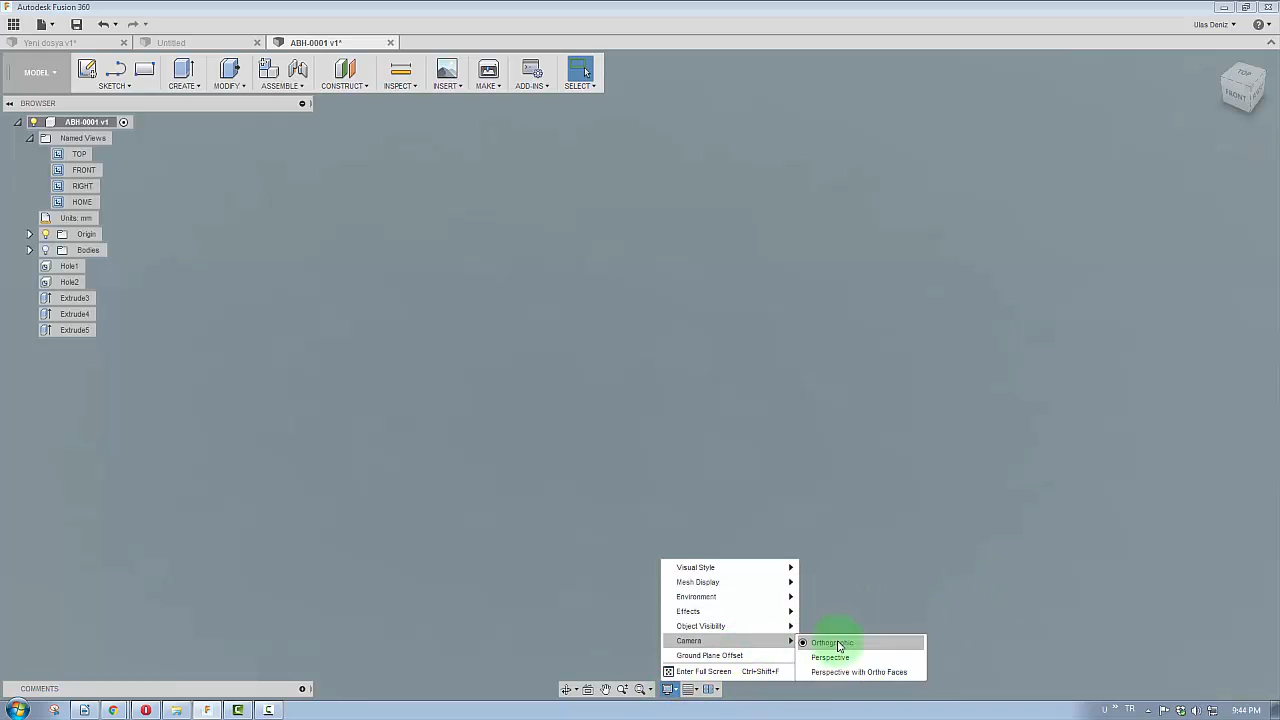 Autodesk Fusion 360
Ulas Deniz
Yeni dosya v1*
Untitled
ABH-0001 v1*
MODEL
SKETCH
CREATE
MODIFY
ASSEMBLE
CONSTRUCT
INSPECT
INSERT
MAKE
ADD-INS
SELECT
TOP
FRONT
BROWSER
ABH-0001 v1
Named Views
TOP
FRONT
RIGHT
HOME
Units: mm
Origin
Bodies
Hole1
Hole2
Extrude3
Extrude4
Extrude5
Visual Style
Mesh Display
Environment
Effects
Object Visibility
Camera
Ground Plane Offset
Enter Full Screen Ctrl+Shift+F
Orthographic
Perspective
Perspective with Ortho Faces
COMMENTS
U
TR
9:44 PM